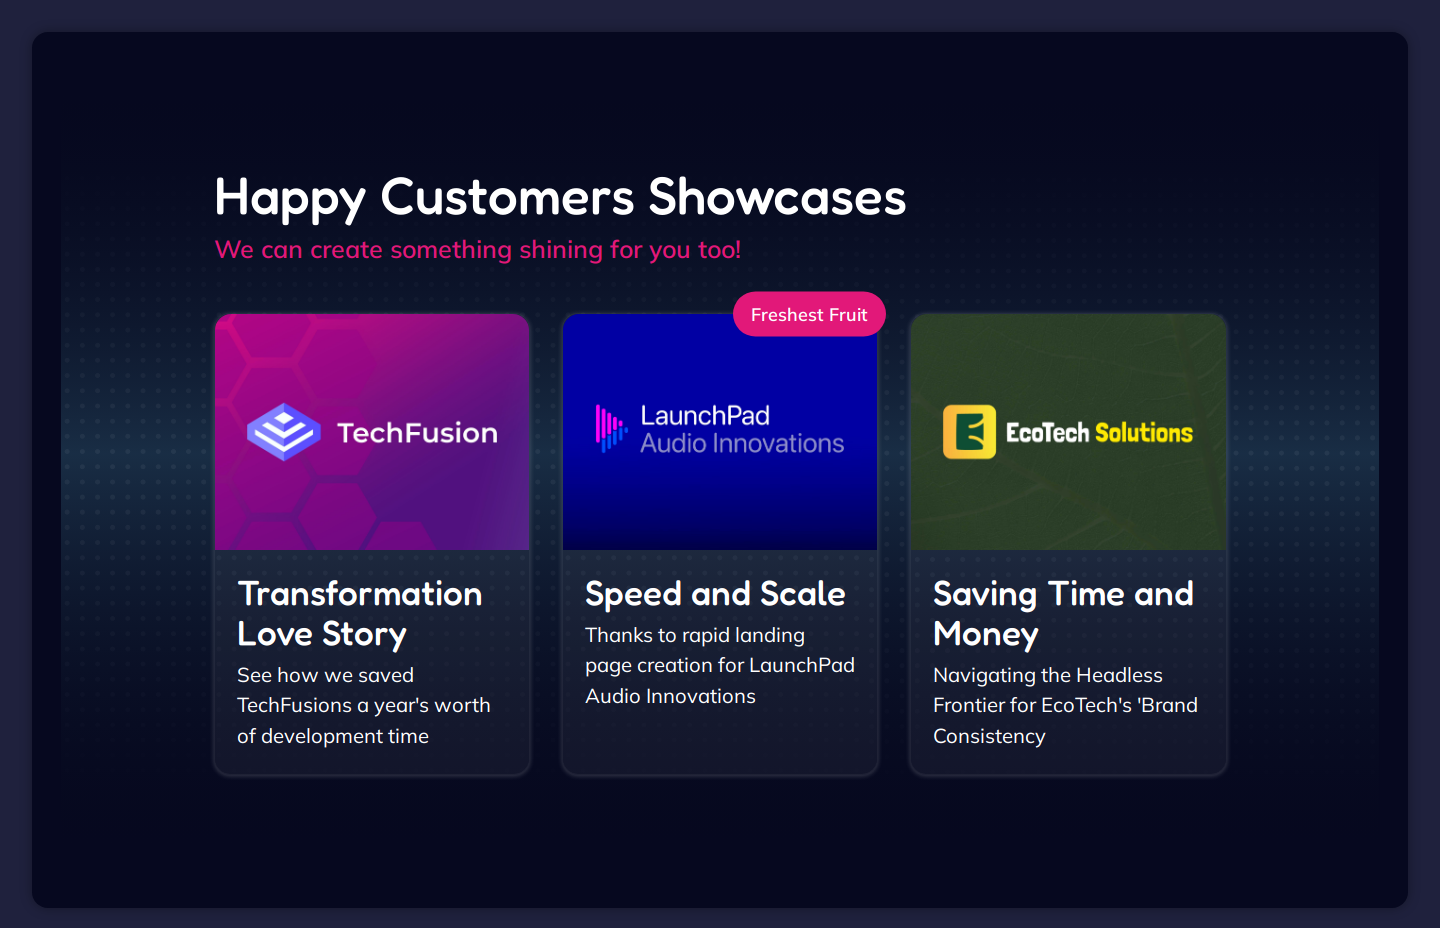 Happy Customers Showcases
We can create something shining for you too!
TechFusion
Freshest Fruit
LaunchPad
Audio Innovations
EcoTech Solutions
Transformation
Love Story
See how we saved
TechFusions a year's worth
of development time
Speed and Scale
Thanks to rapid landing
page creation for LaunchPad
Audio Innovations
Saving Time and
Money
Navigating the Headless
Frontier for EcoTech's 'Brand
Consistency